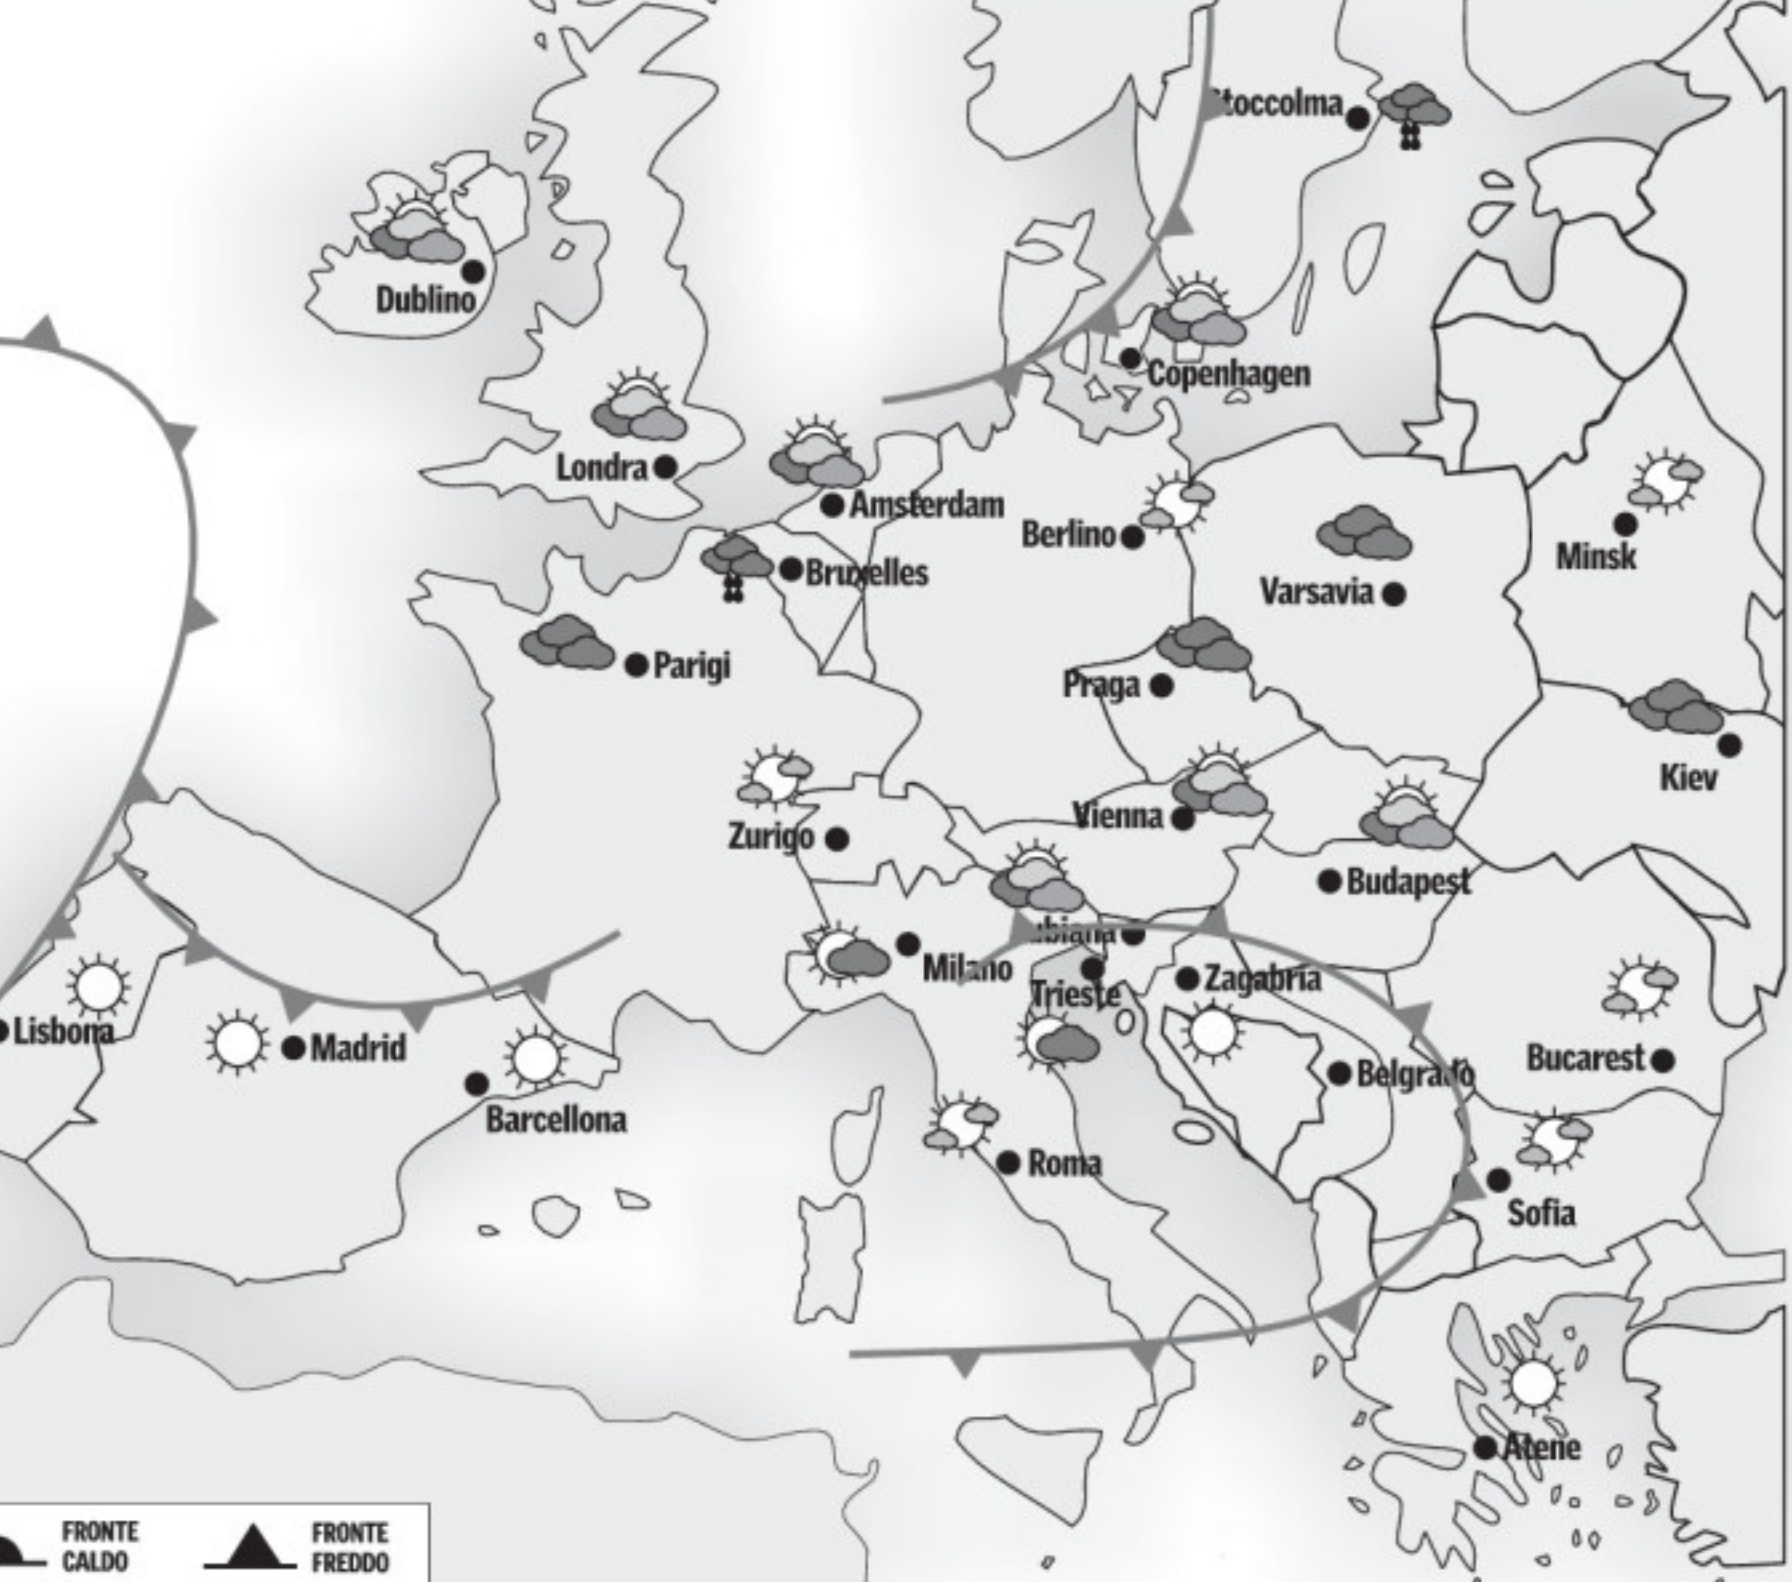 Stoccolma
Dublino
Copenhagen
Londra
Amsterdam
Berlino
Minsk
Bruxelles
Varsavia
Parigi
Praga
Kiev
Vienna
Zurigo
Budapest
Milano
Zagabria
Trieste
Lisbona
Madrid
Belgrado
Bucarest
Barcellona
Roma
Sofia
Atene
FRONTE
CALDO
FRONTE
FREDDO